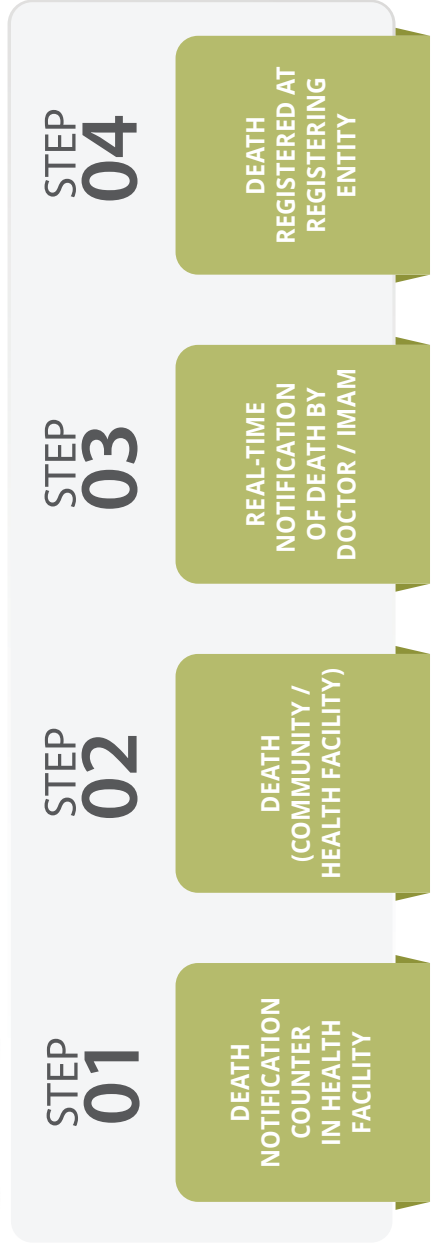 STEP
01
DEATH
NOTIFICATION
COUNTER
IN HEALTH
FACILITY
STEP
02
DEATH
(COMMUNITY /
HEALTH FACILITY)
STEP
03
REAL-TIME
NOTIFICATION
OF DEATH BY
DOCTOR / IMAM
STEP
04
DEATH
REGISTERED AT
REGISTERING
ENTITY